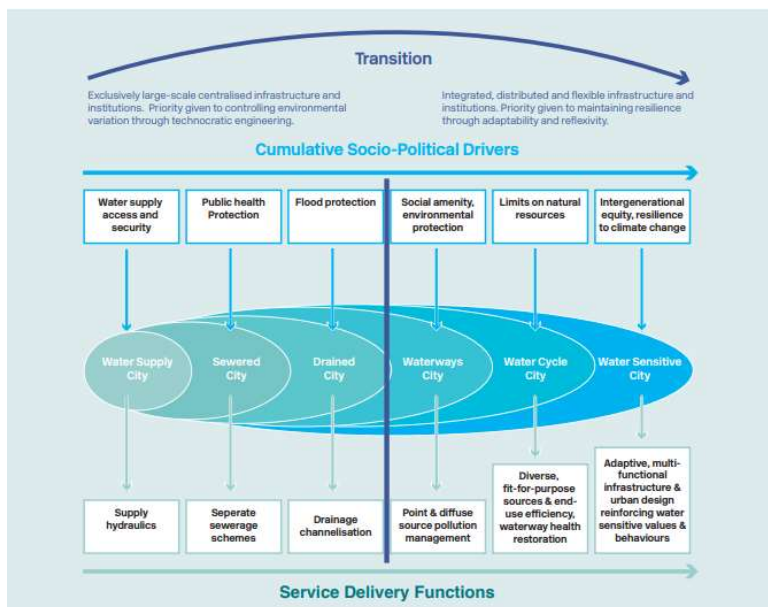 Transition
Exclusively large-scale centralised infrastructure and
institutions. Priority given to controlling environmental
variation through technocratic engineering.
Integrated, distributed and flexible infrastructure and
institutions. Priority given to maintaining resilience
through adaptability and reflexivity.
Cumulative Socio-Political Drivers
Water supply
access and
security
Public health
Protection
Flood protection
Social amenity,
environmental
protection
Limits on natural
resources
Intergenerational
equity, resilience
to climate change
Water Supply
City
Sewered
City
Drained
City
Waterways
City
Water Cycle
City
Water Sensitive
City
Supply
hydraulics
Seperate
sewerage
schemes
Drainage
channelisation
Point & diffuse
source pollution
management
Diverse,
fit-for-purpose
sources & end-
use efficiency,
waterway health
restoration
Adaptive, multi-
functional
infrastructure &
urban design
reinforcing water
sensitive values &
behaviours
Service Delivery Functions